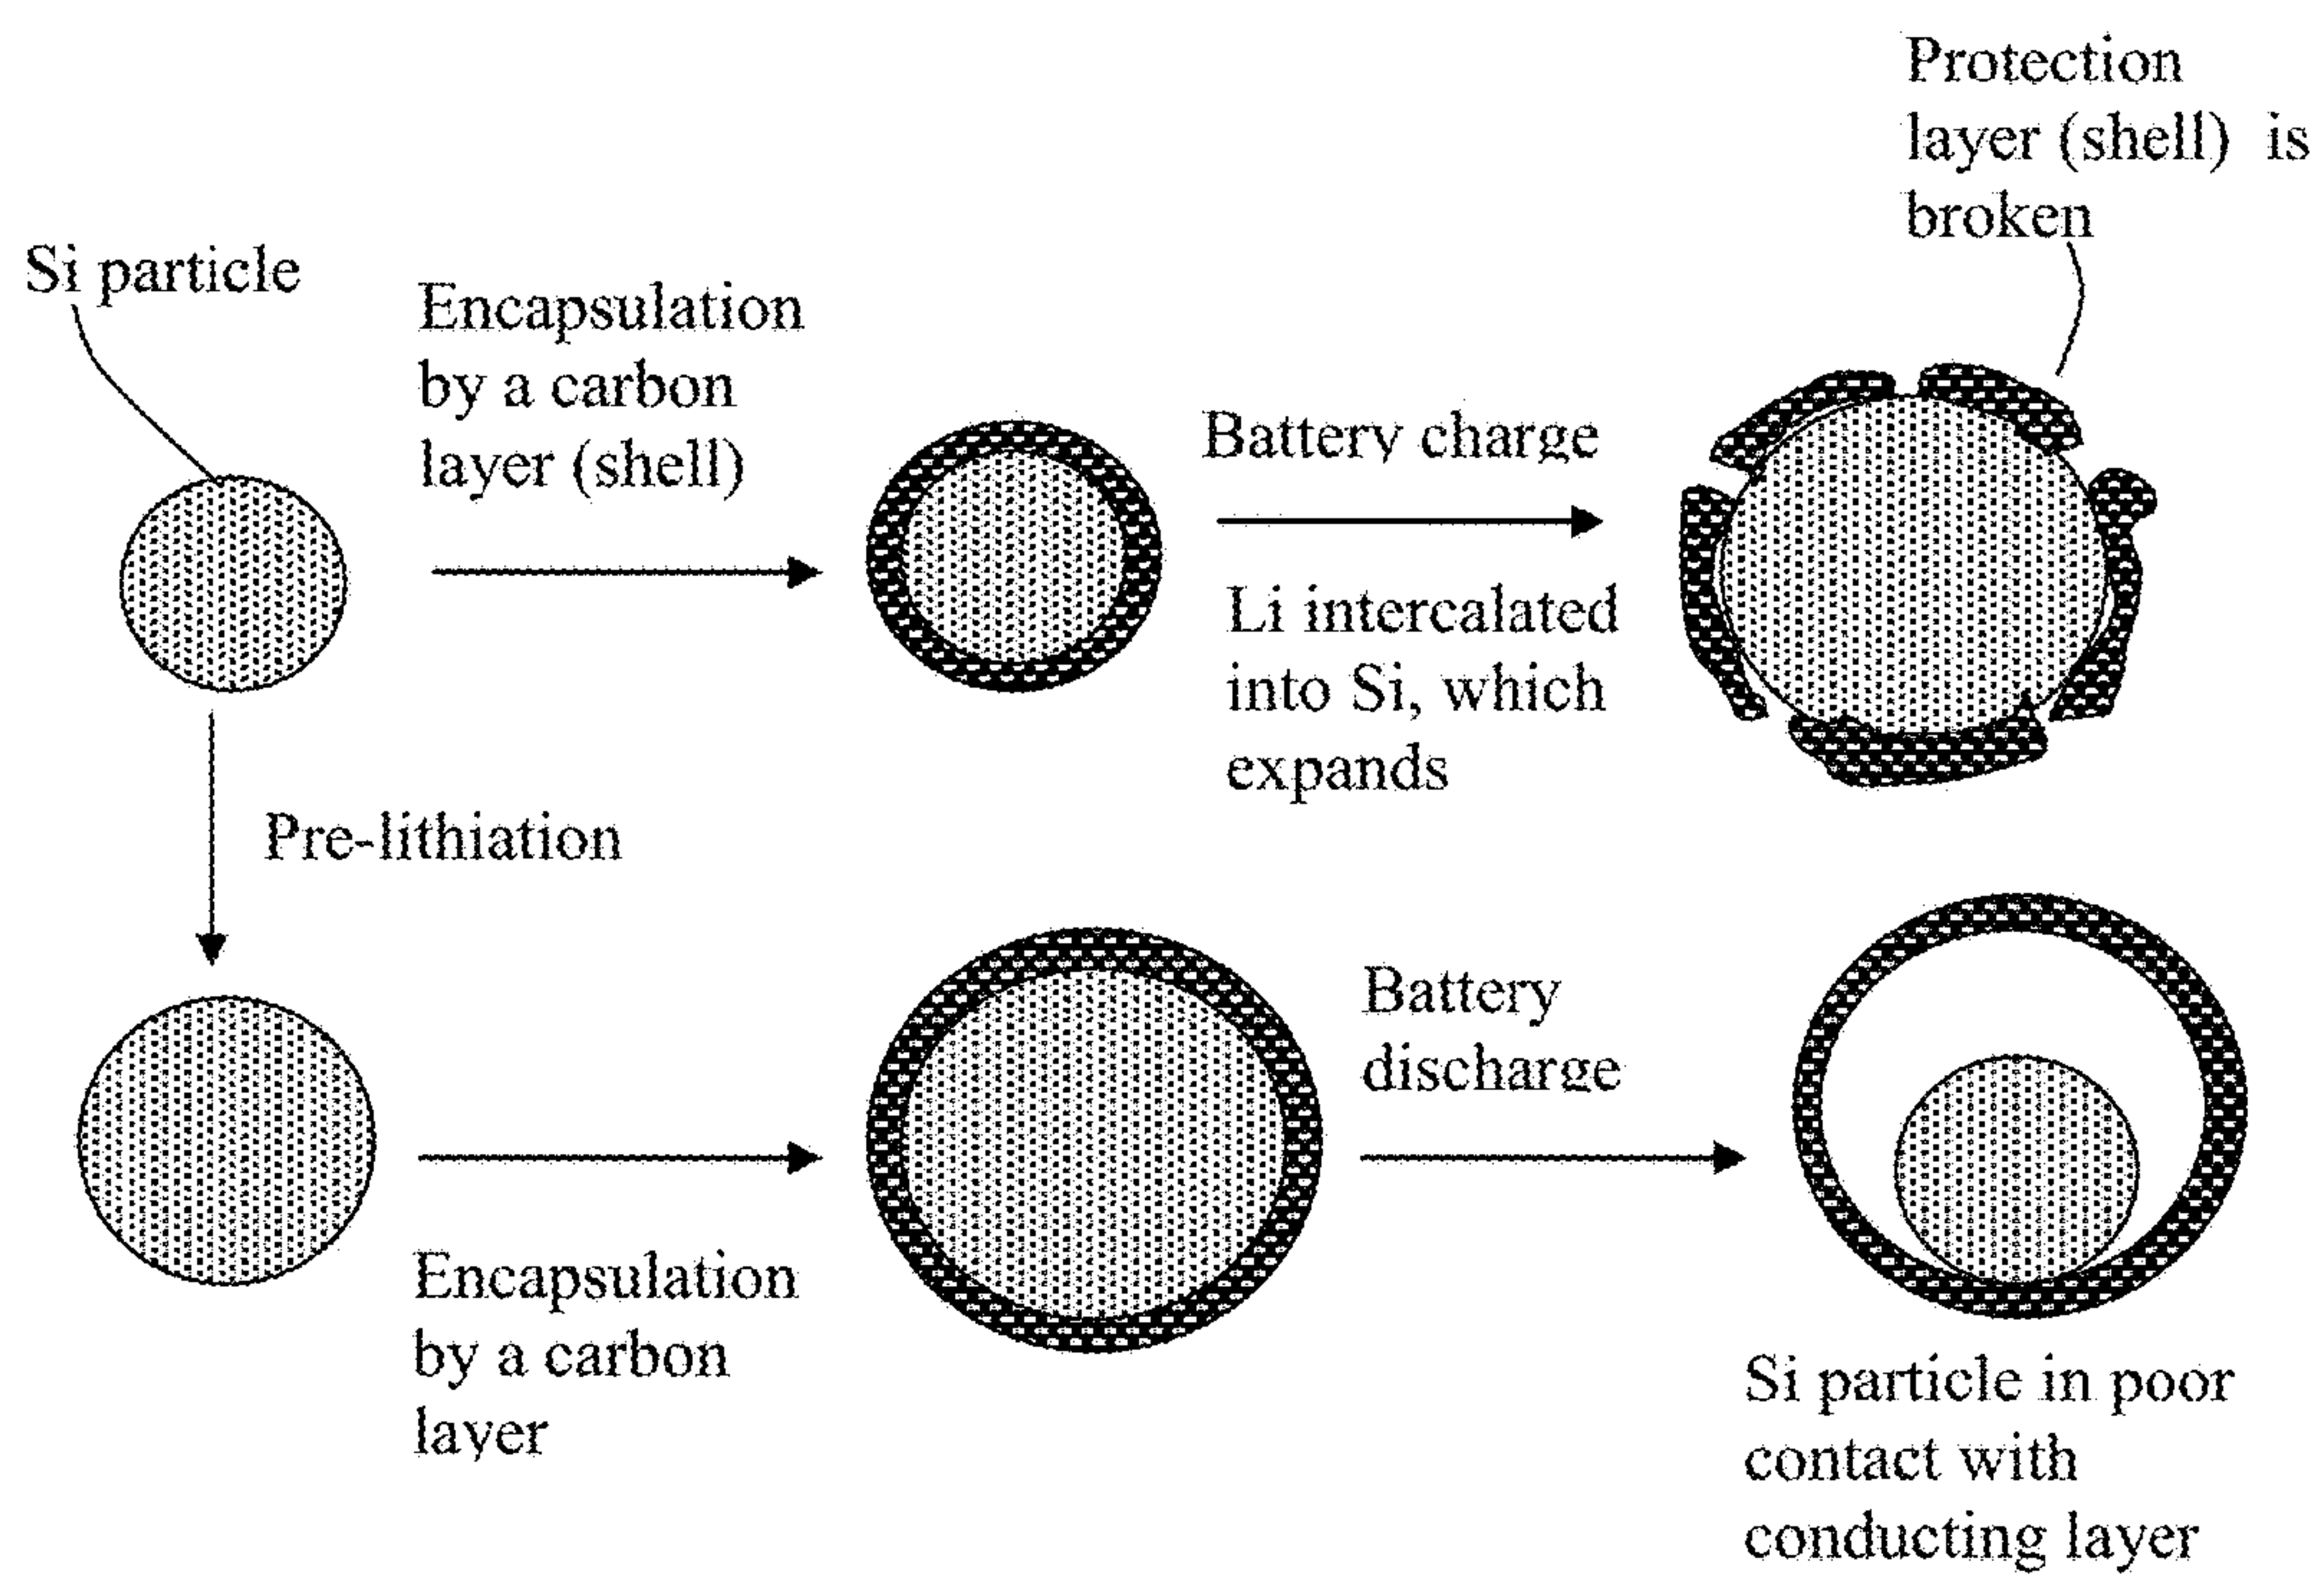 Protection
layer (shell) is
broken
Si particle
Encapsulation
by a carbon
layer (shell)
Battery charge
Li intercalated
into Si, which
expands
Pre-lithiation
Battery
discharge
Encapsulation
by a carbon
layer
Si particle in poor
contact with
conducting layer